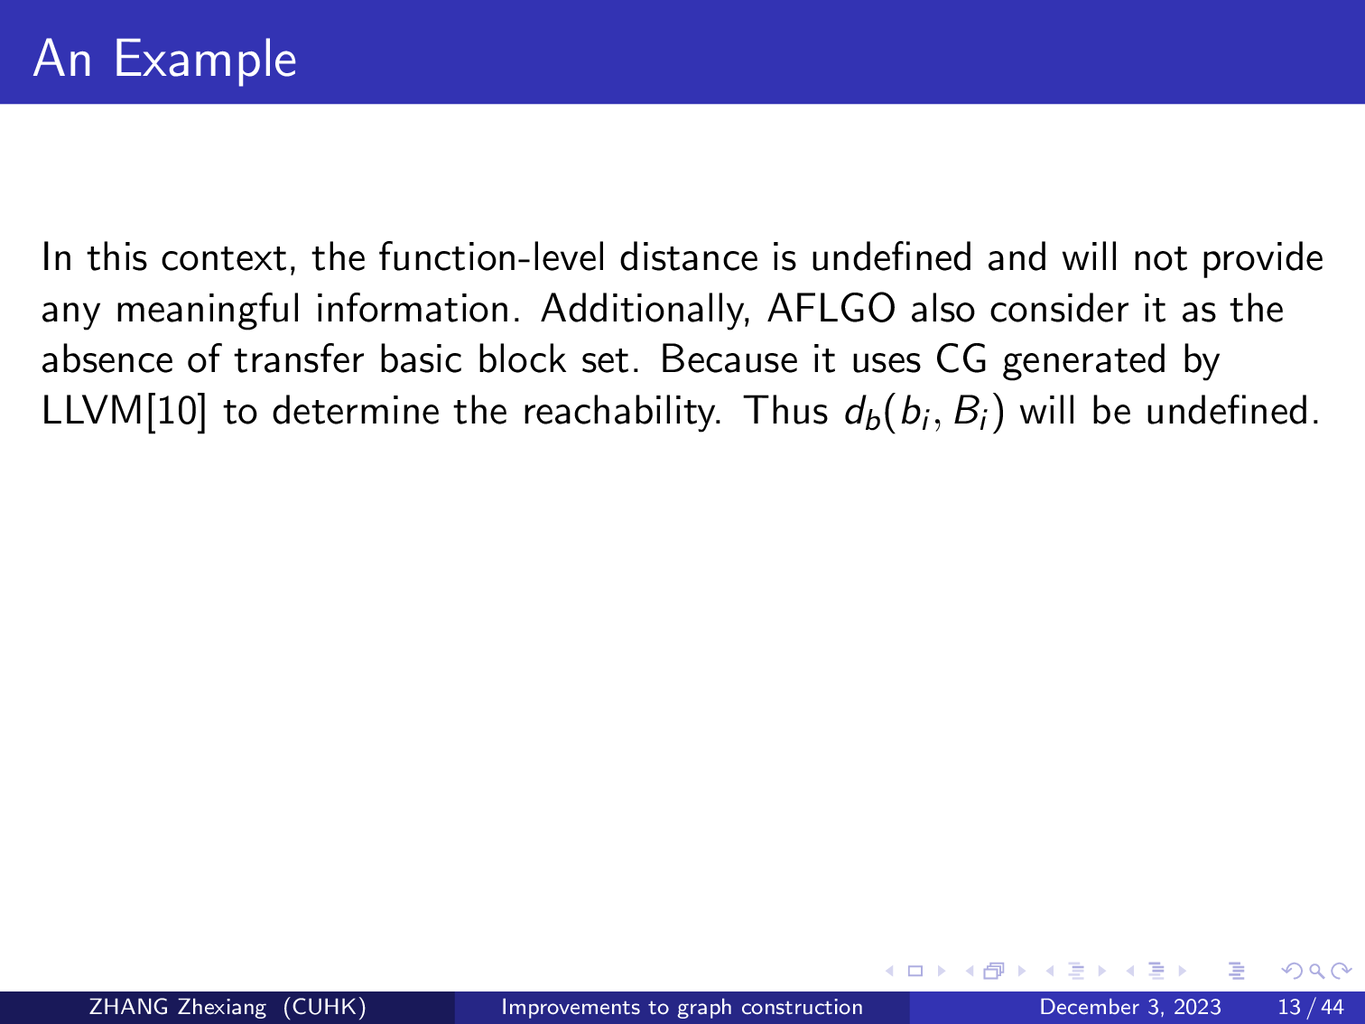 An Example
In this context, the function-level distance is undefined and will not provide
any meaningful information. Additionally, AFLGO also consider it as the
absence of transfer basic block set. Because it uses CG generated by
LLVM[10] to determine the reachability. Thus d_b(b_i, B_i) will be undefined.
ZHANG Zhexiang (CUHK) Improvements to graph construction December 3, 2023 13 / 44